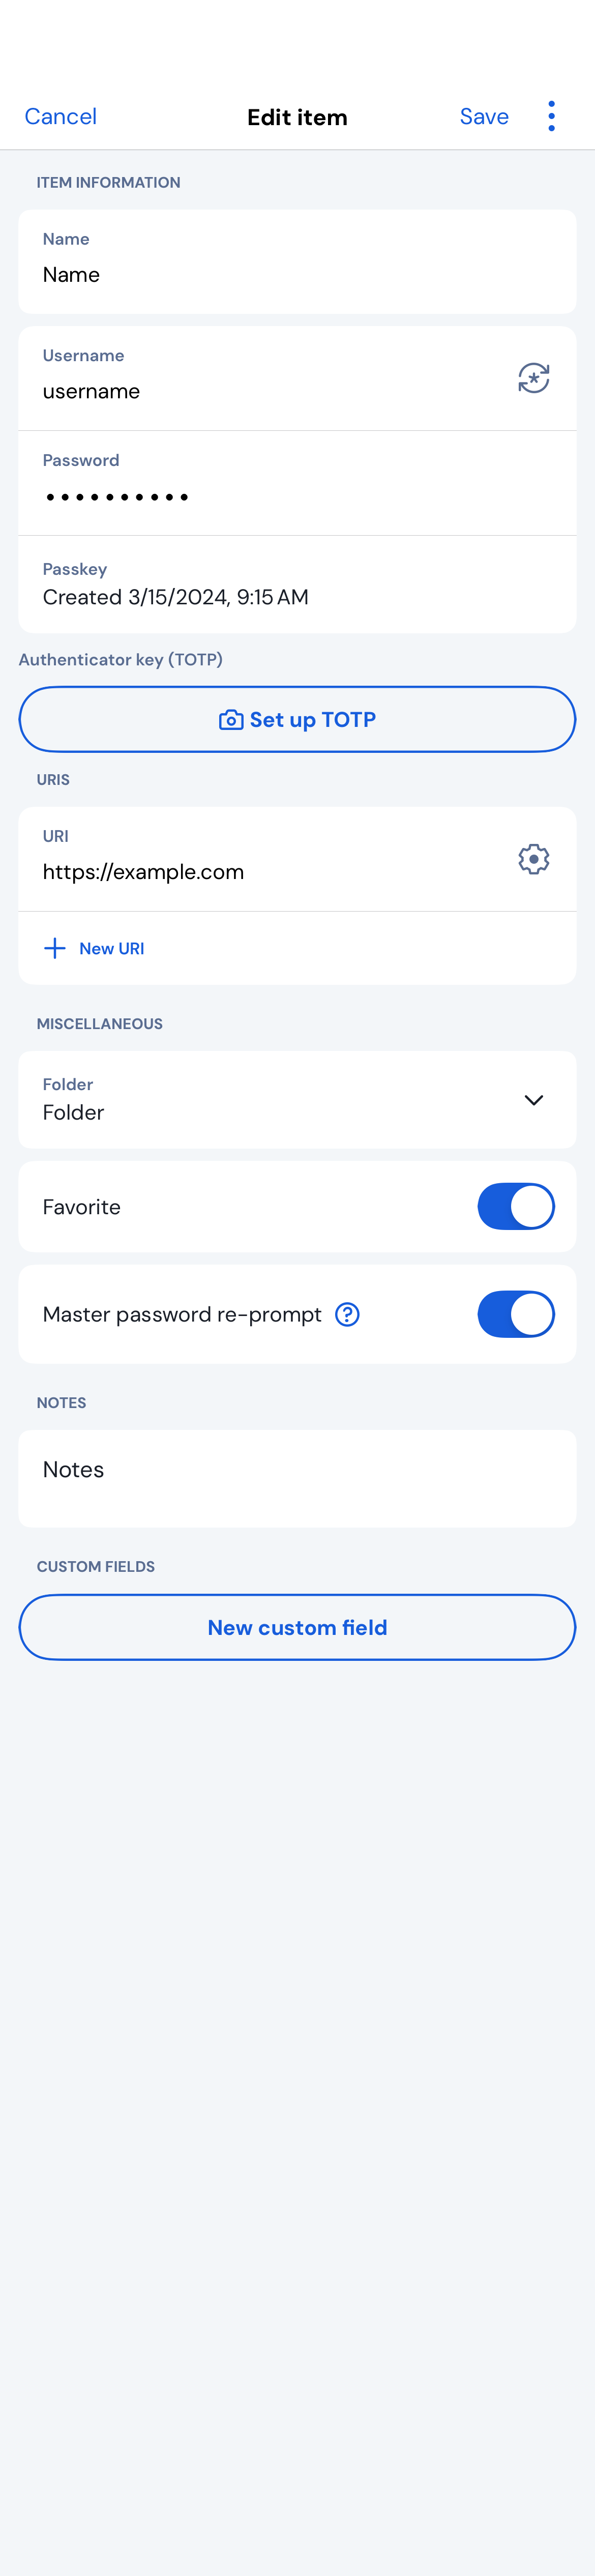 Cancel
Edit item
Save
ITEM INFORMATION
Name
Name
Username
username
Password
••••••••••
Passkey
Created 3/15/2024, 9:15 AM
Authenticator key (TOTP)
Set up TOTP
URIS
URI
https://example.com
New URI
MISCELLANEOUS
Folder
Folder
Favorite
Master password re-prompt
NOTES
Notes
CUSTOM FIELDS
New custom field